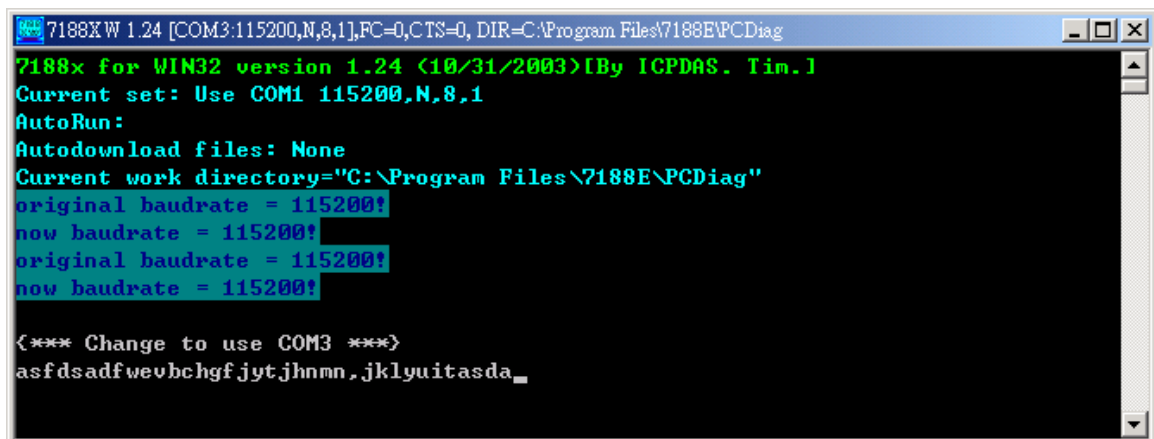 7188XW 1.24 [COM3:115200,N,8,1],FC=0,CTS=0, DIR=C:\Program Files\7188E\PCDiag
7188x for WIN32 version 1.24 (10/31/2003)[By ICPDAS. Tim.]
Current set: Use COM1 115200,N,8,1
AutoRun:
Autodownload files: None
Current work directory="C:\Program Files\7188E\PCDiag"
original baudrate = 115200!
now baudrate = 115200!
original baudrate = 115200!
now baudrate = 115200!
{*** Change to use COM3 ***}
asfdsadfwevbchgfjytjhnmn,jklyuitasda_